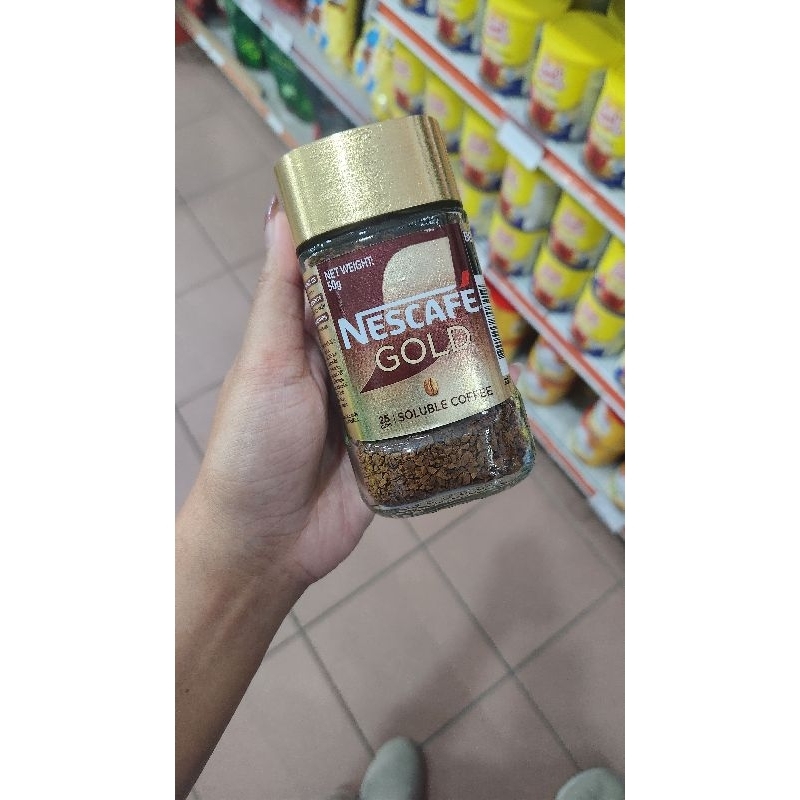 NET WEIGHT:
50g
NESCAFÉ
GOLD
25
SOLUBLE COFFEE